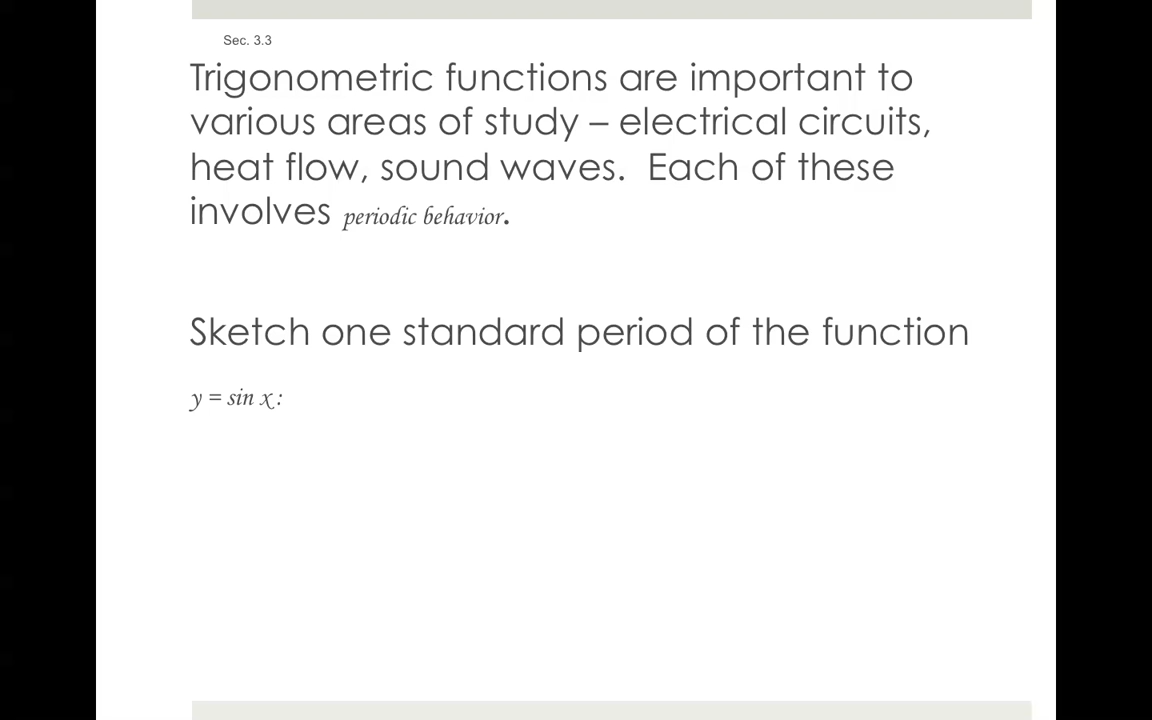 Sec. 3.3
Trigonometric functions are important to
various areas of study – electrical circuits,
heat flow, sound waves.  Each of these
involves periodic behavior.
Sketch one standard period of the function
y = sin x :